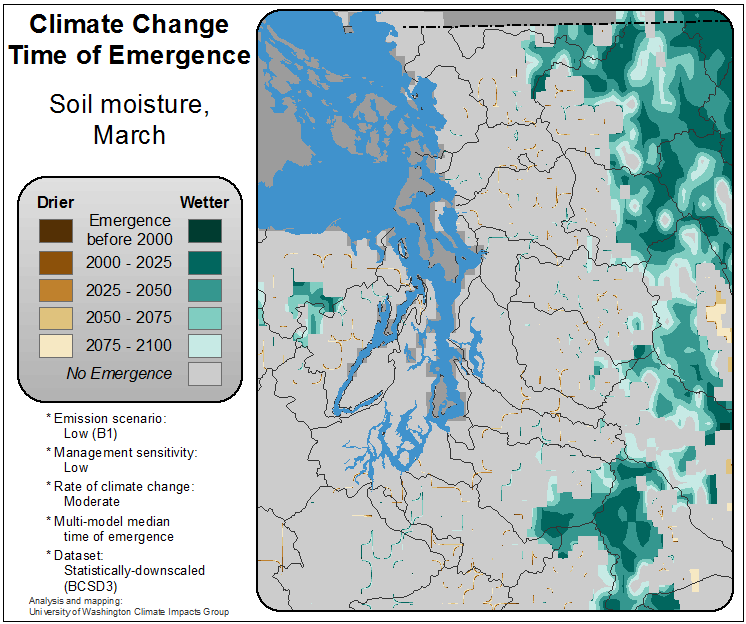 Climate Change
Time of Emergence
Soil moisture,
March
Drier Wetter
Emergence
before 2000
2000 - 2025
2025 - 2050
2050 - 2075
2075 - 2100
No Emergence
* Emission scenario:
Low (B1)
* Management sensitivity:
Low
* Rate of climate change:
Moderate
* Multi-model median
time of emergence
* Dataset:
Statistically-downscaled
(BCSD3)
Analysis and mapping:
University of Washington Climate Impacts Group